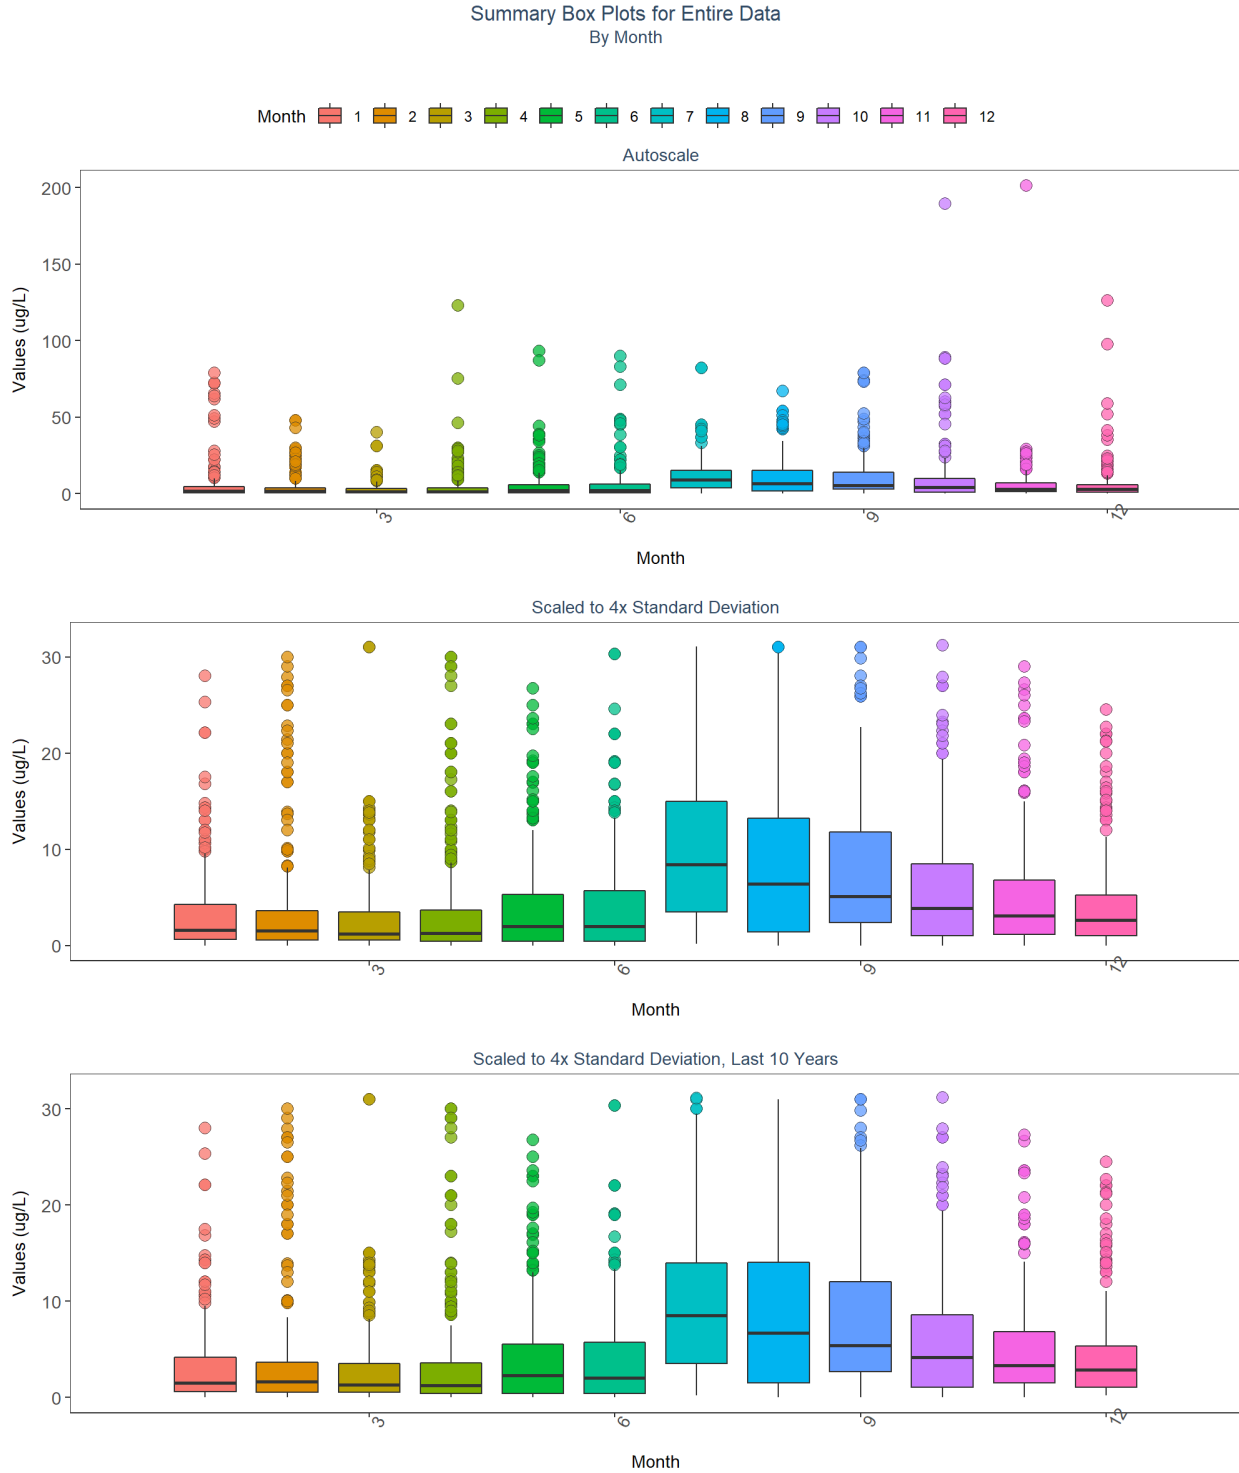 Summary Box Plots for Entire Data
By Month
Month 1 2 3 4 5 6 7 8 9 10 11 12
Autoscale
Values (ug/L)
200
150
100
50
0
3 6 9 12
Month
Scaled to 4x Standard Deviation
Values (ug/L)
30
20
10
0
3 6 9 12
Month
Scaled to 4x Standard Deviation, Last 10 Years
Values (ug/L)
30
20
10
0
3 6 9 12
Month